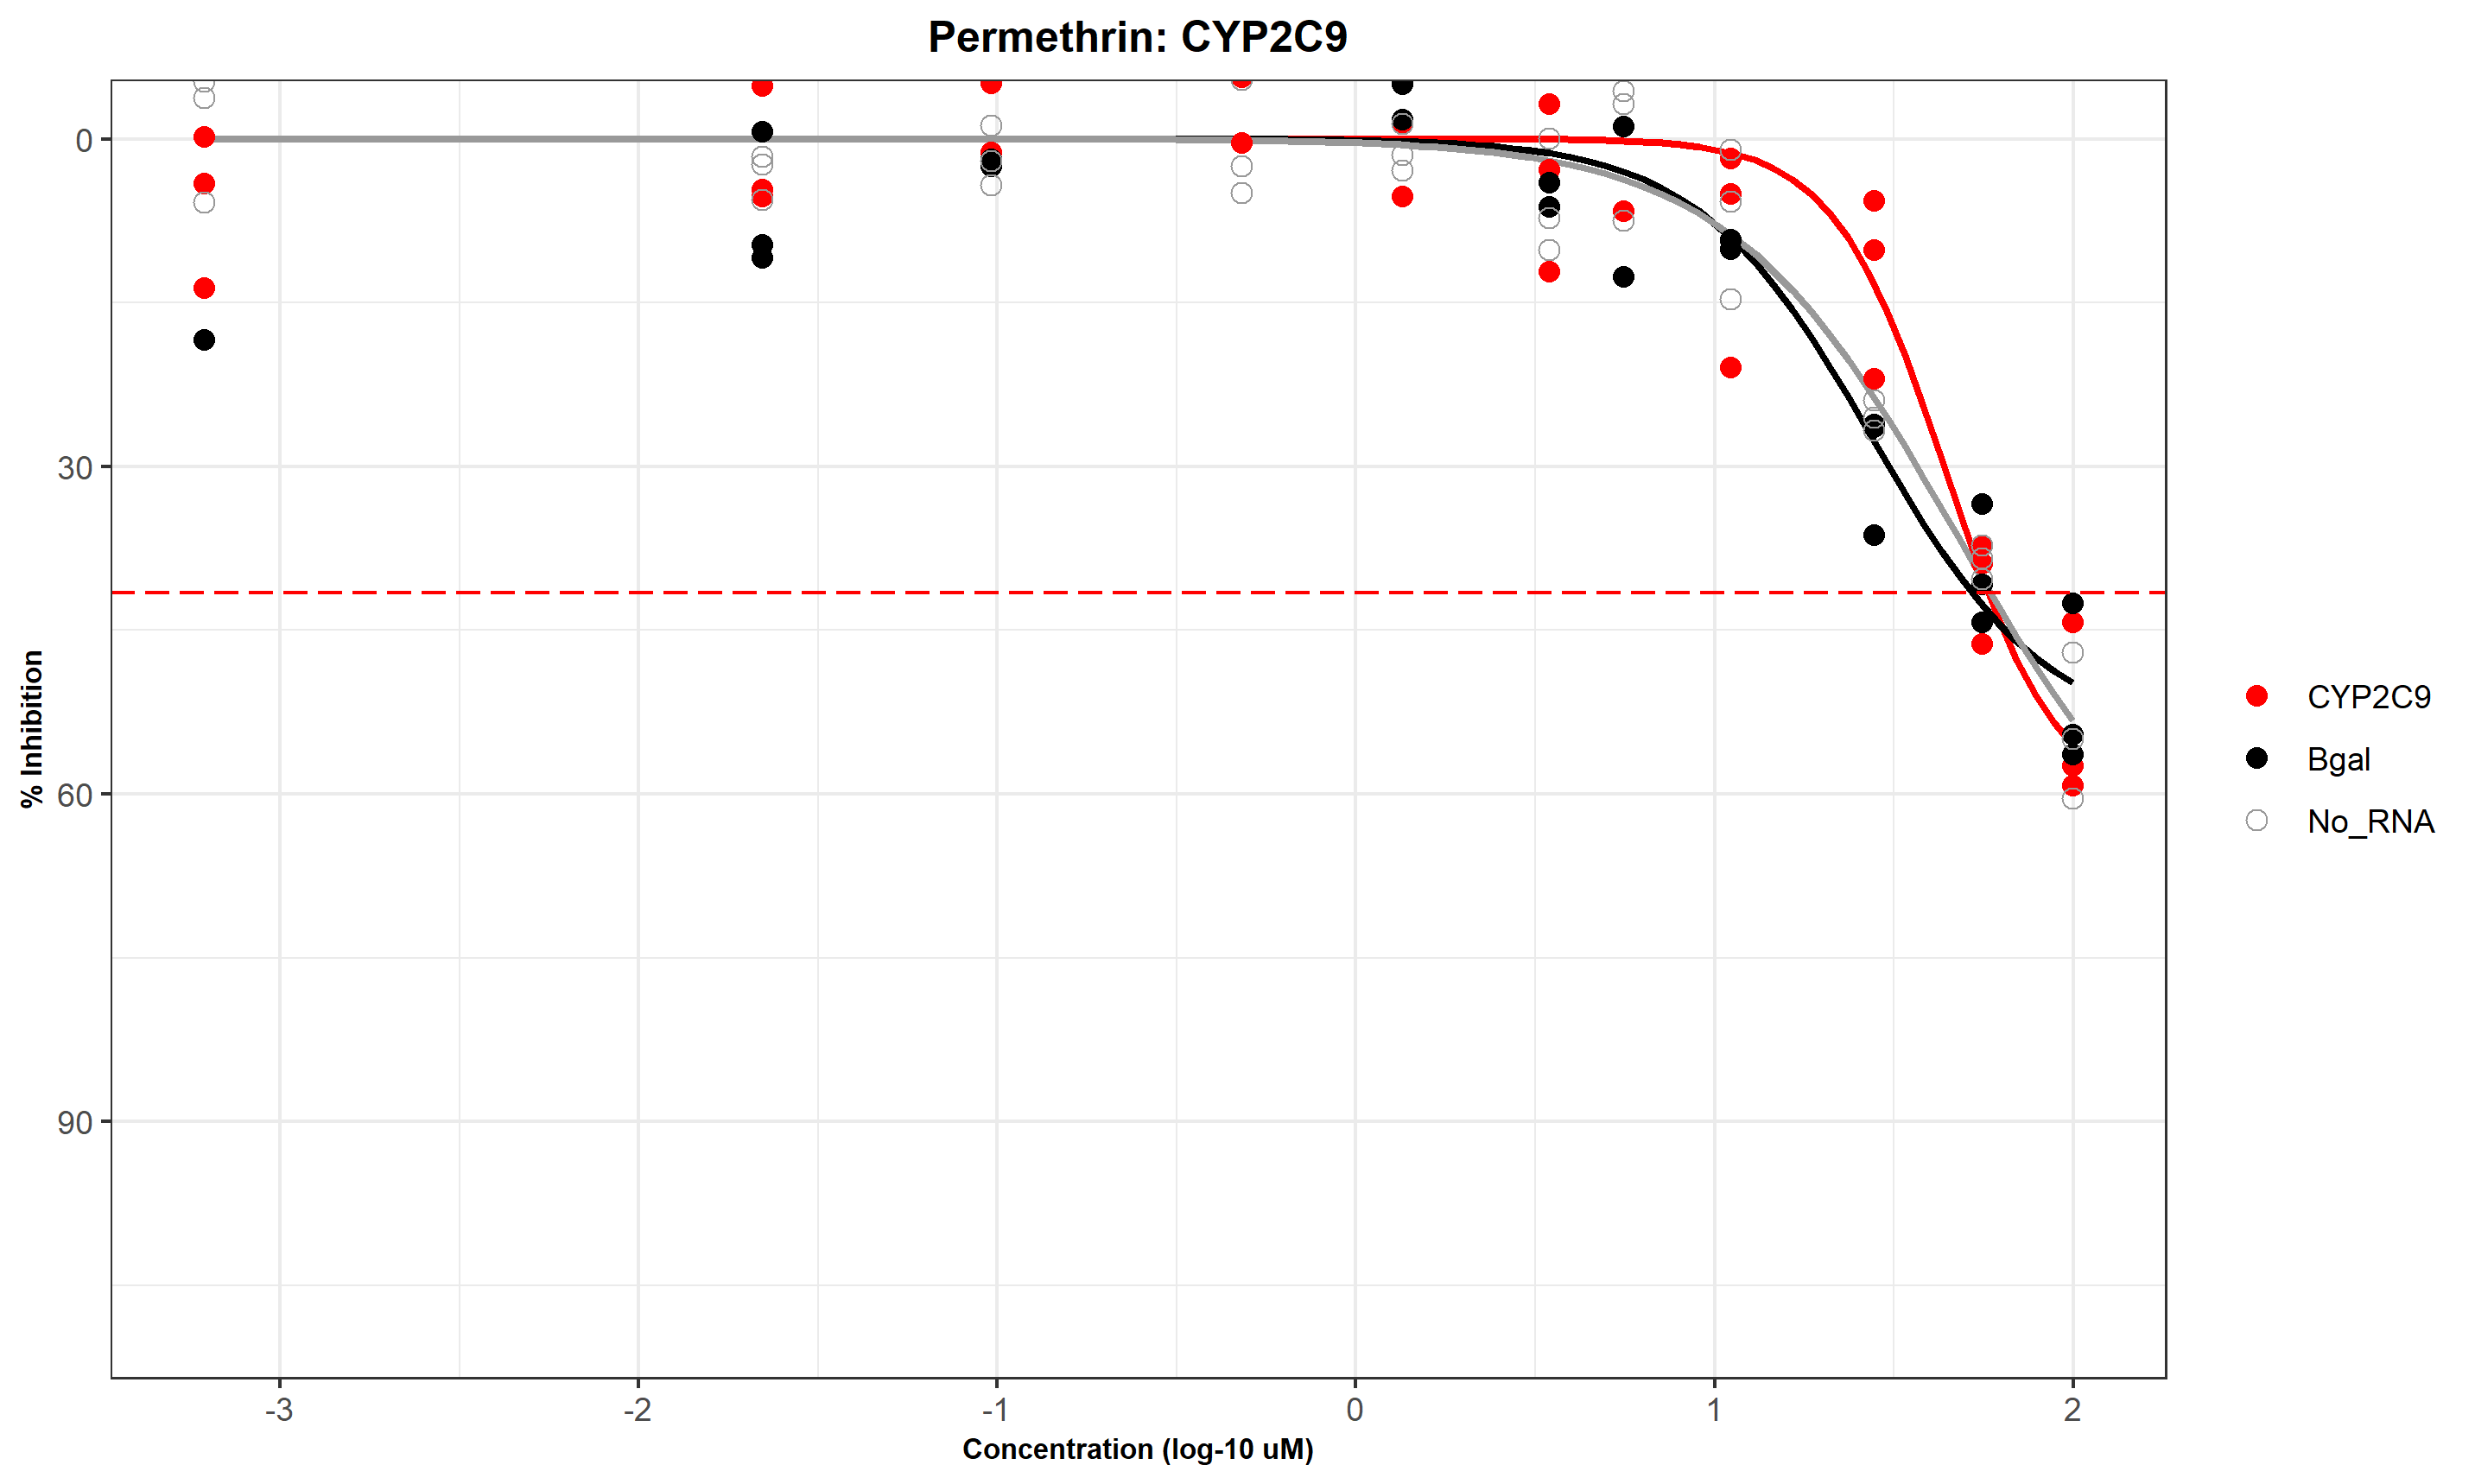 Permethrin: CYP2C9
% Inhibition
0
30
60
90
-3
-2
-1
0
1
2
Concentration (log-10 uM)
CYP2C9
Bgal
No_RNA